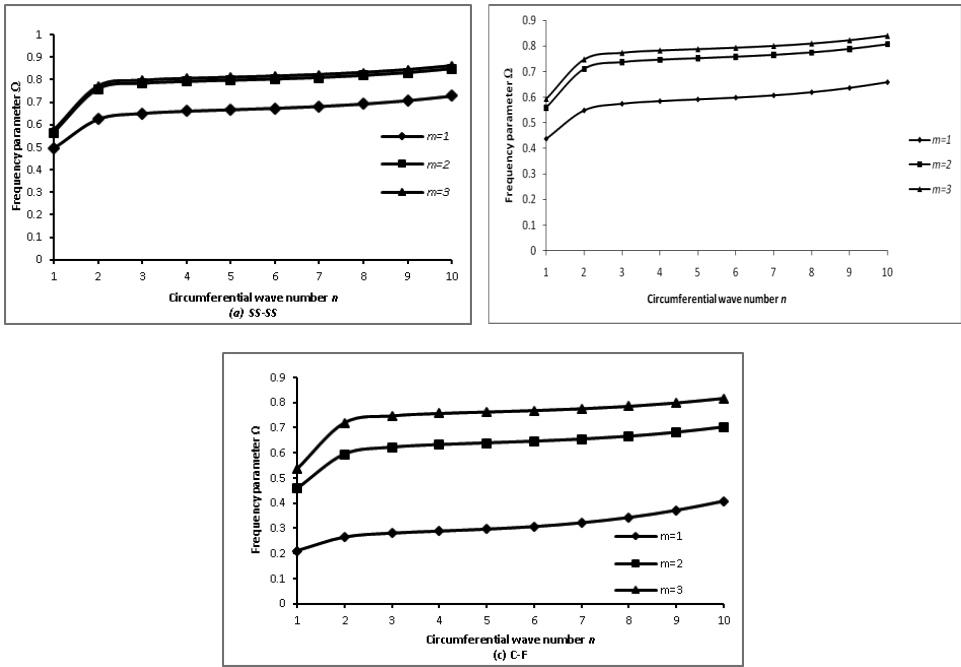 1
0.9
0.8
0.7
0.6
0.5
0.4
0.3
0.2
0.1
0
Frequency parameter Ω
m=1
m=2
m=3
1 2 3 4 5 6 7 8 9 10
Circumferential wave number n
(a) SS-SS
0.9
0.8
0.7
0.6
0.5
0.4
0.3
0.2
0.1
0
Frequency parameter Ω
m=1
m=2
m=3
1 2 3 4 5 6 7 8 9 10
Circumferential wave number n
0.9
0.8
0.7
0.6
0.5
0.4
0.3
0.2
0.1
0
Frequency parameter Ω
m=1
m=2
m=3
1 2 3 4 5 6 7 8 9 10
Circumferential wave number n
(c) C-F